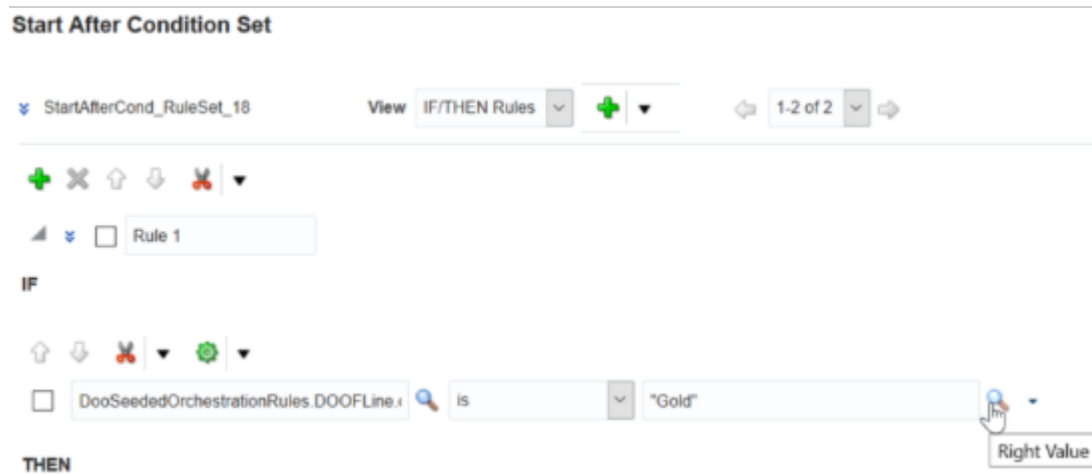 Start After Condition Set
StartAfterCond_RuleSet_18 View IF/THEN Rules 1-2 of 2
Rule 1
IF
DooSeededOrchestrationRules.DOOFLine. is "Gold"
Right Value
THEN